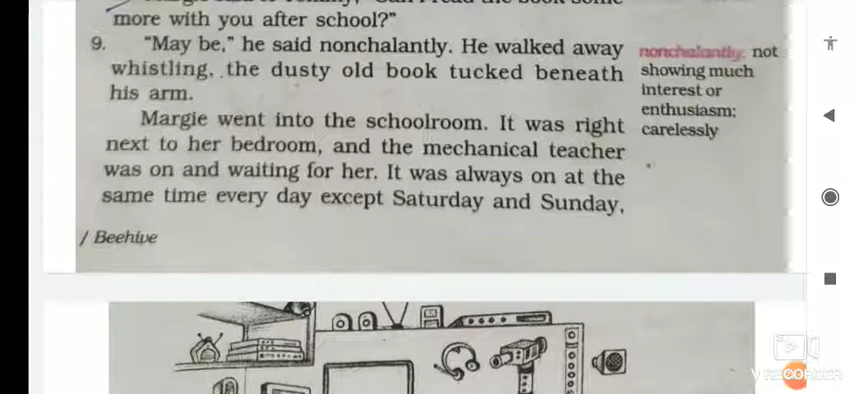 more with you after school?"
9. "May be," he said nonchalantly. He walked away
whistling, the dusty old book tucked beneath
his arm.
Margie went into the schoolroom. It was right
next to her bedroom, and the mechanical teacher
was on and waiting for her. It was always on at the
same time every day except Saturday and Sunday,
nonchalantly: not
showing much
interest or
enthusiasm;
carelessly
/ Beehive
V RECORDER